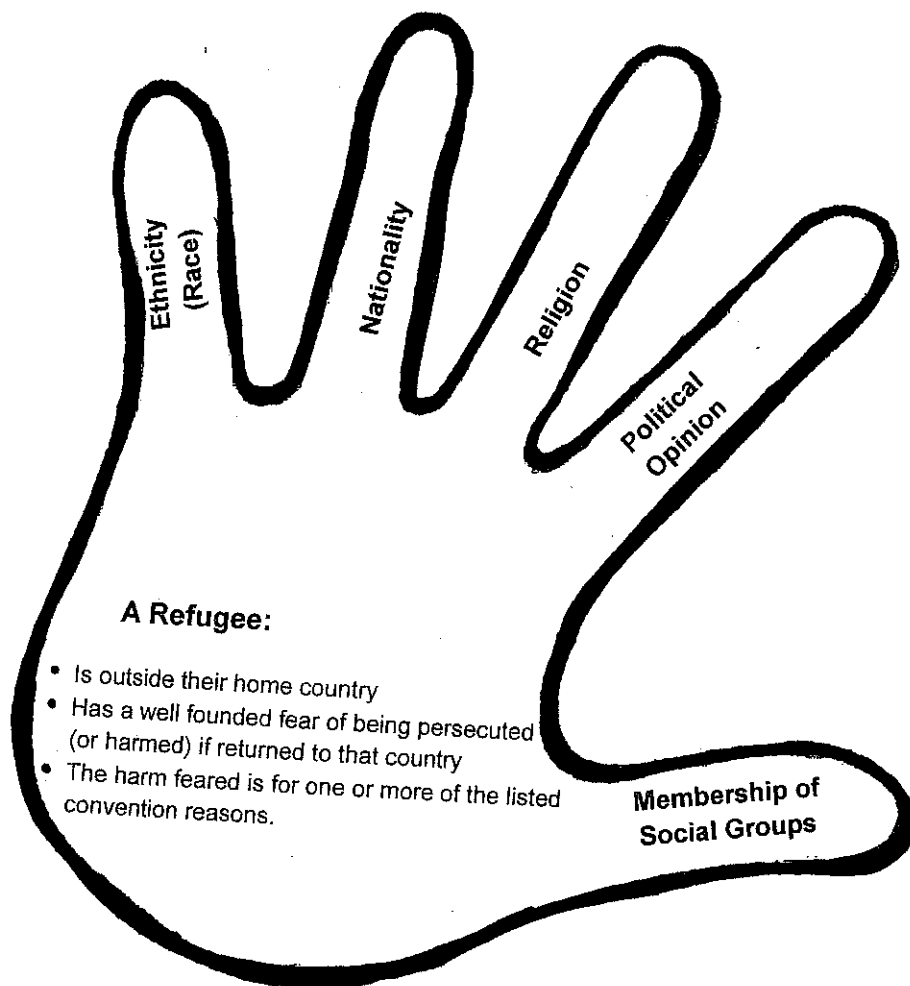 Ethnicity
(Race)
Nationality
Religion
Political
Opinion
A Refugee:
• Is outside their home country
• Has a well founded fear of being persecuted
(or harmed) if returned to that country
• The harm feared is for one or more of the listed
convention reasons.
Membership of
Social Groups